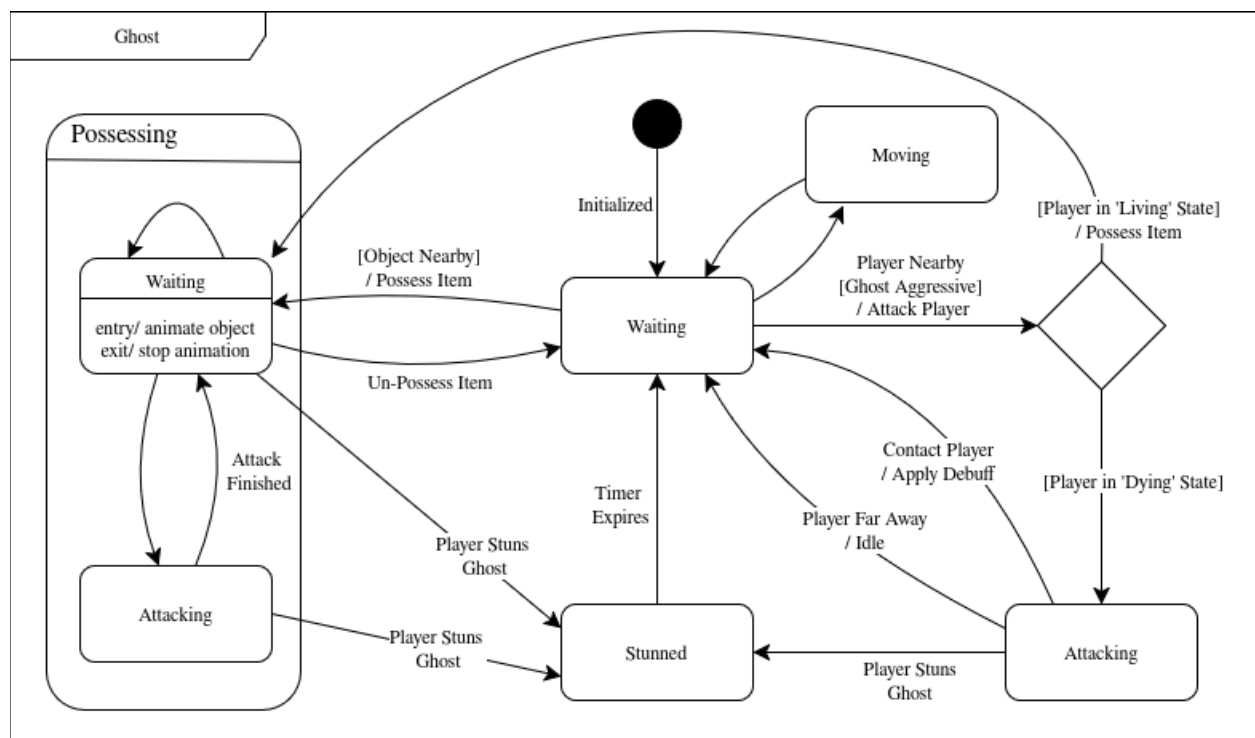 Ghost
Possessing
Moving
Initialized
[Player in 'Living' State]
/ Possess Item
[Object Nearby]
/ Possess Item
Player Nearby
[Ghost Aggressive]
/ Attack Player
Waiting
entry/ animate object
exit/ stop animation
Waiting
Un-Possess Item
Attack
Finished
Contact Player
/ Apply Debuff
[Player in 'Dying' State]
Timer
Expires
Player Far Away
/ Idle
Player Stuns
Ghost
Attacking
Player Stuns
Ghost
Stunned
Player Stuns
Ghost
Attacking